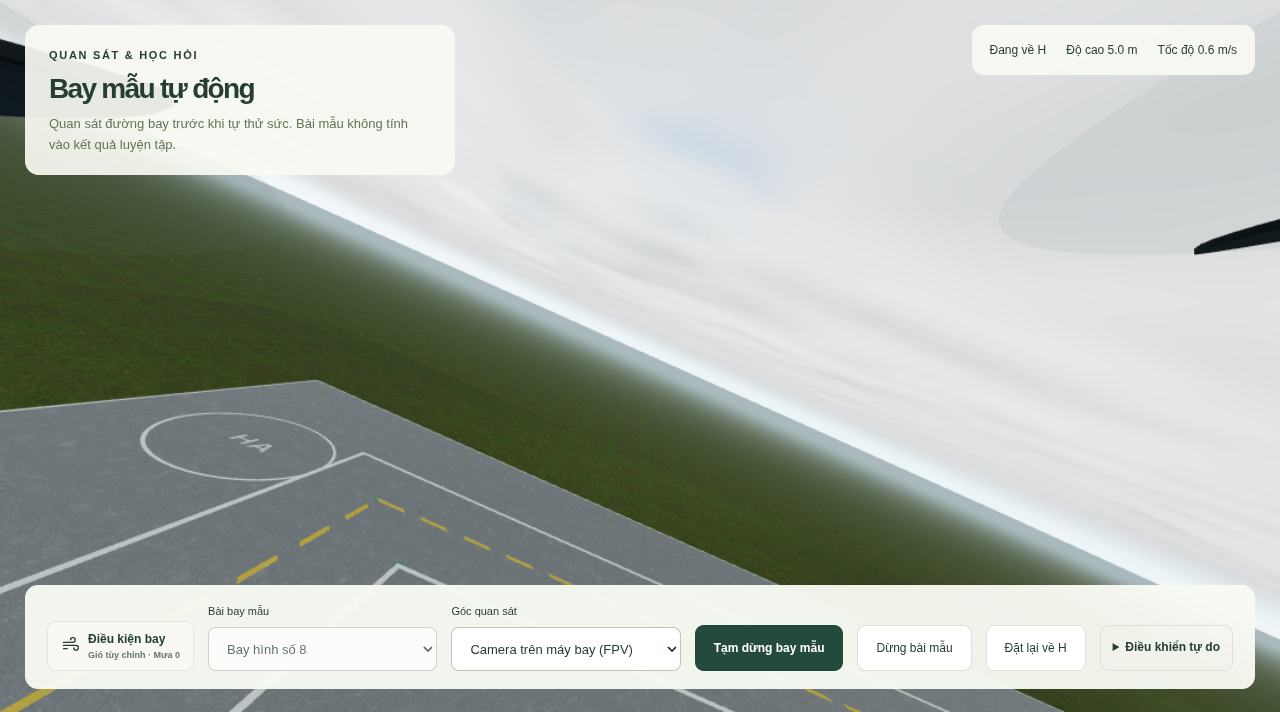 QUAN SÁT & HỌC HỎI
Bay mẫu tự động
Quan sát đường bay trước khi tự thử sức. Bài mẫu không tính
vào kết quả luyện tập.
Đang về H Độ cao 5.0 m Tốc độ 0.6 m/s
HA
Điều kiện bay
Gió tùy chỉnh · Mưa 0
Bài bay mẫu
Bay hình số 8
Góc quan sát
Camera trên máy bay (FPV)
Tạm dừng bay mẫu
Dừng bài mẫu
Đặt lại về H
Điều khiển tự do